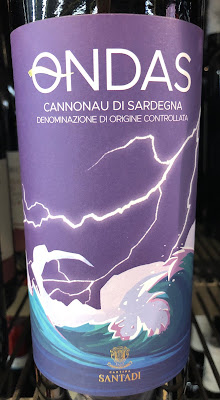 ONDAS
CANNONAU DI SARDEGNA
DENOMINAZIONE DI ORIGINE CONTROLLATA
CANTINA
SANTADI